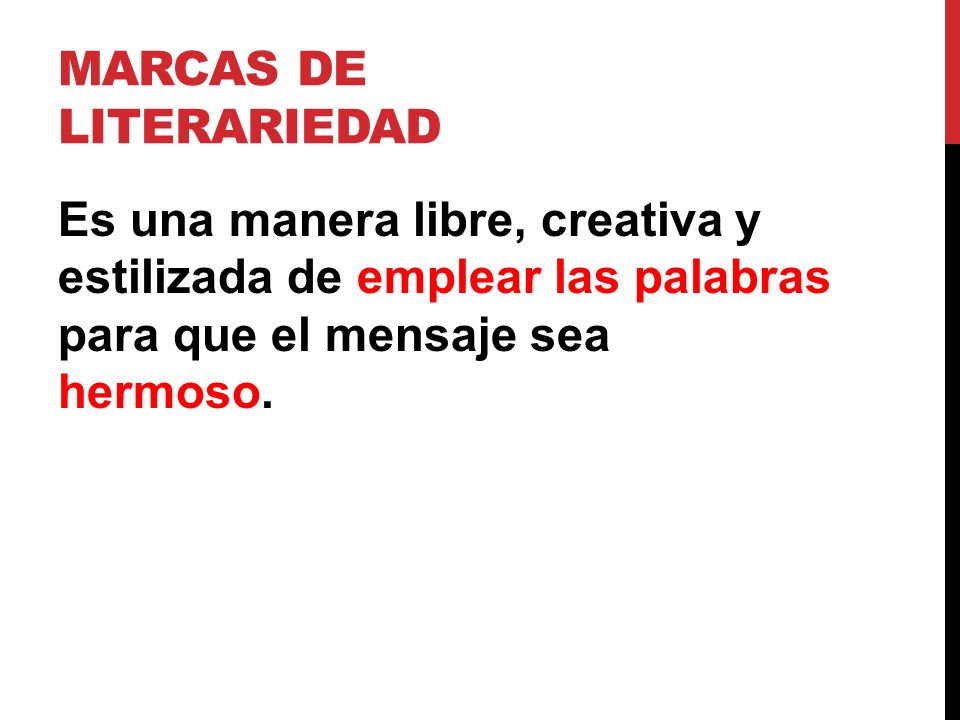 MARCAS DE
LITERARIEDAD
Es una manera libre, creativa y
estilizada de emplear las palabras
para que el mensaje sea
hermoso.